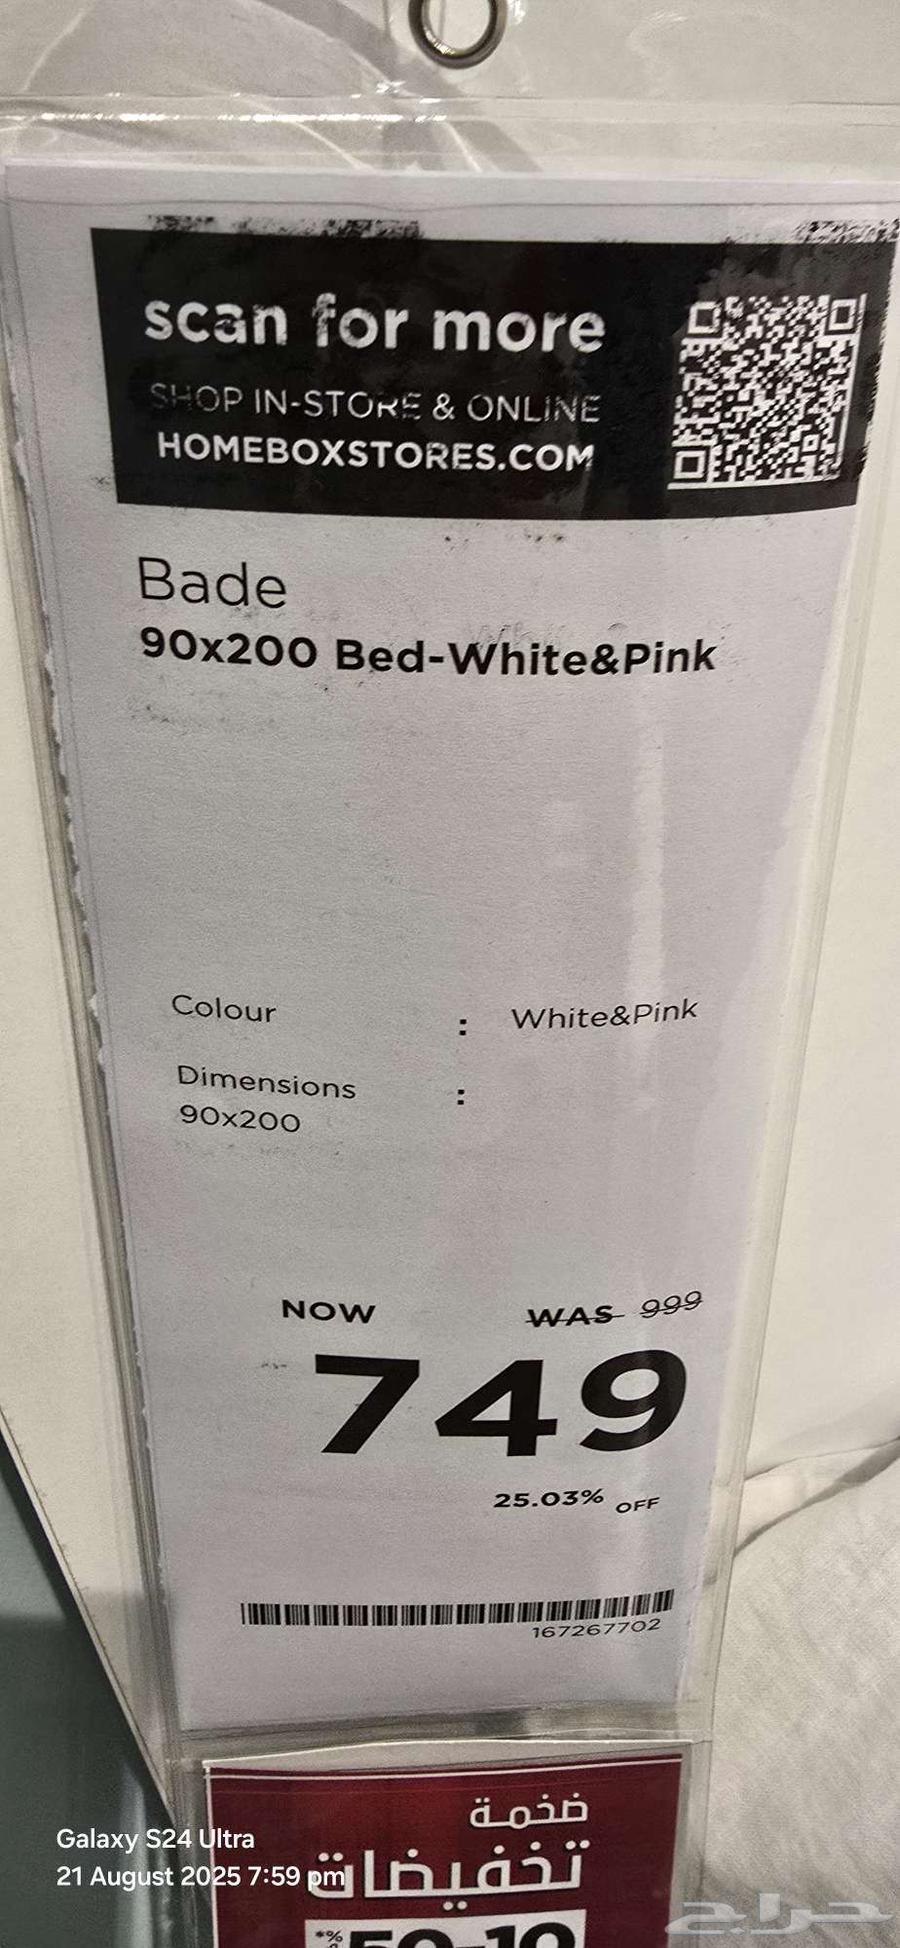 scan for more
SHOP IN-STORE & ONLINE
HOMEBOXSTORES.COM
Bade
90x200 Bed-White&Pink
Colour : White&Pink
Dimensions :
90x200
NOW WAS 999
749
25.03% OFF
167267702
ضخمة
تخفيضات
%* 50-10
Galaxy S24 Ultra
21 August 2025 7:59 pm
حراج